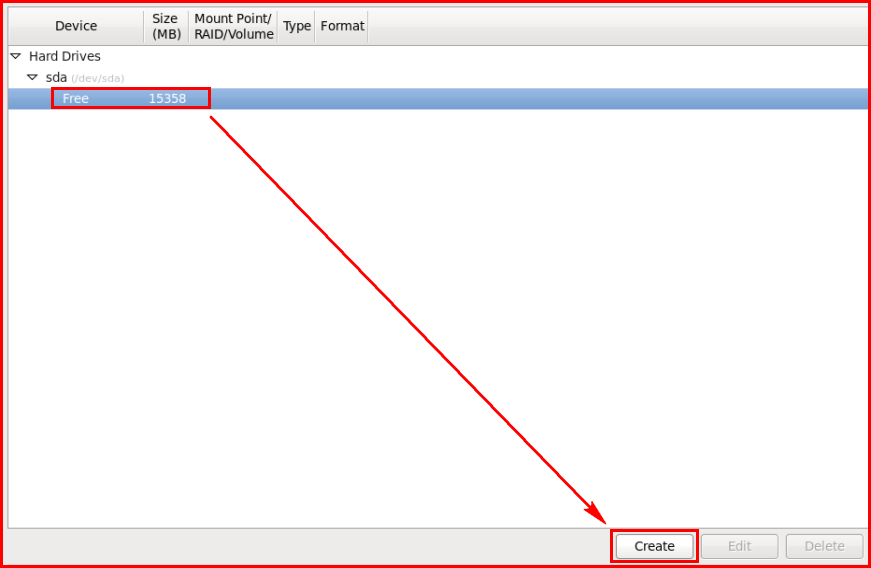 Device
Size
(MB)
Mount Point/
RAID/Volume
Type
Format
Hard Drives
sda (/dev/sda)
Free 15358
Create
Edit
Delete